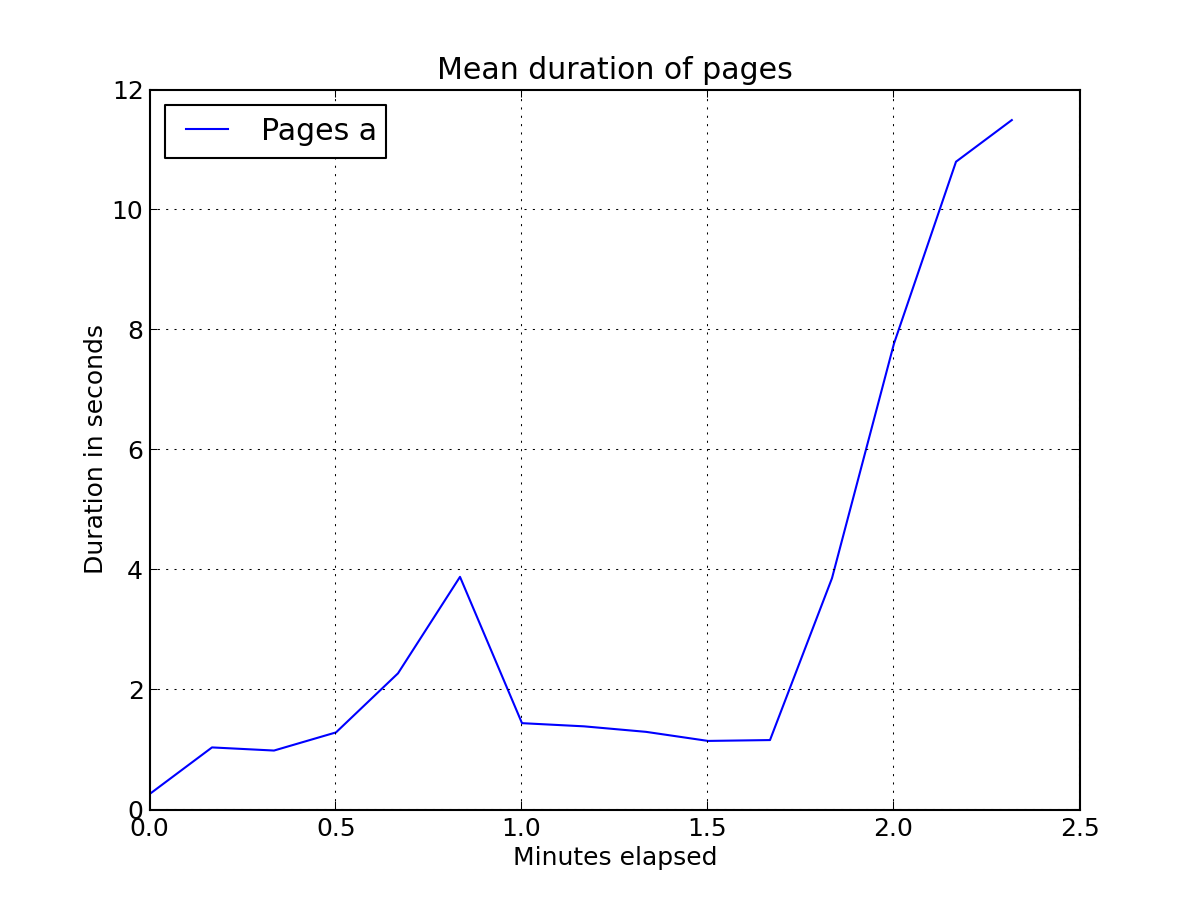 Mean duration of pages
Pages a
12
10
8
6
4
2
0
Duration in seconds
0.0 0.5 1.0 1.5 2.0 2.5
Minutes elapsed